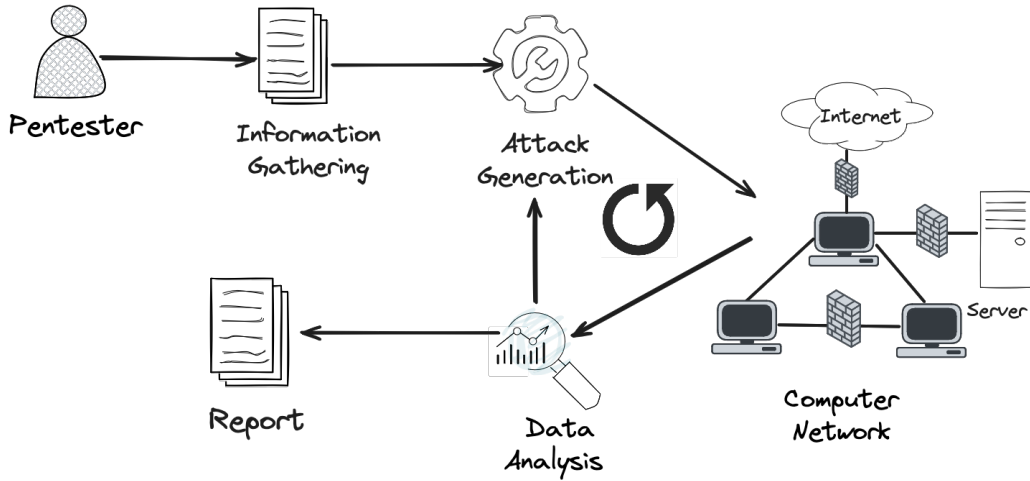 Pentester
Information
Gathering
Attack
Generation
Internet
Server
Report
Data
Analysis
Computer
Network